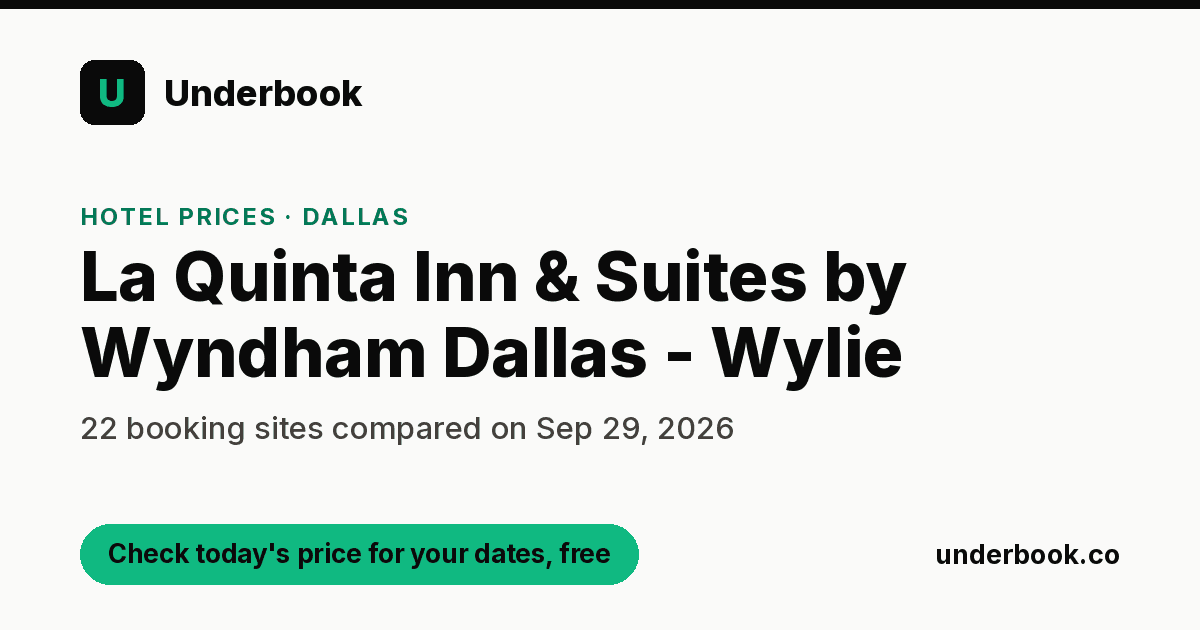 U
Underbook
HOTEL PRICES · DALLAS
La Quinta Inn & Suites by
Wyndham Dallas - Wylie
22 booking sites compared on Sep 29, 2026
Check today's price for your dates, free
underbook.co